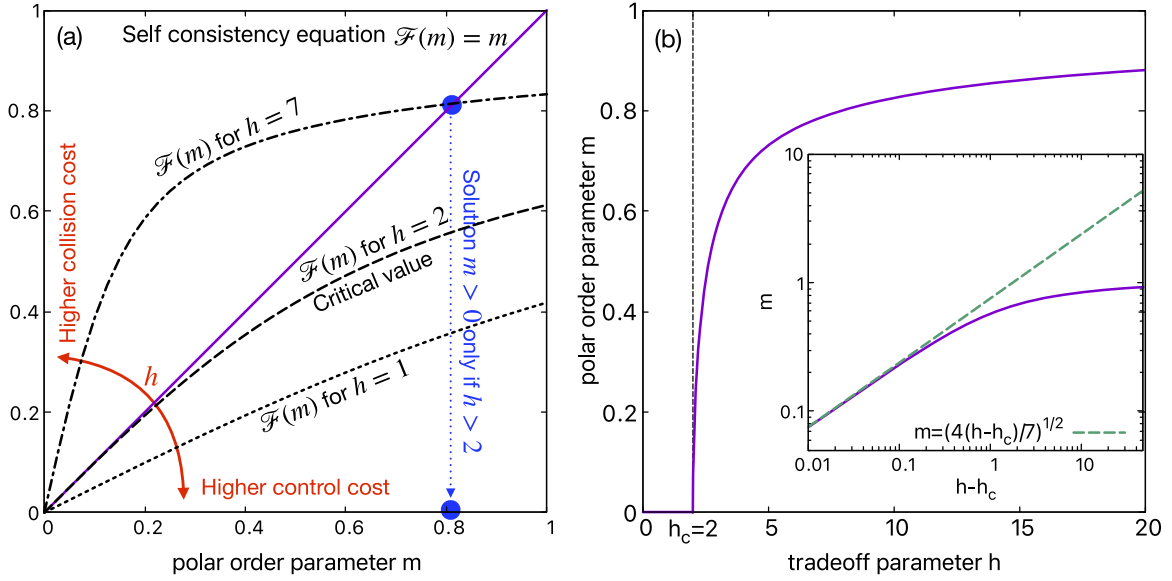 (a) Self consistency equation ℱ(m) = m
1
0.8
0.6
0.4
0.2
0
0 0.2 0.4 0.6 0.8 1
polar order parameter m
ℱ(m) for h = 7
ℱ(m) for h = 2
Critical value
ℱ(m) for h = 1
Higher collision cost
h
Higher control cost
Solution m > 0 only if h > 2
(b)
polar order parameter m
1
0.8
0.6
0.4
0.2
0
0 h_c=2 5 10 15 20
tradeoff parameter h
m
10
1
0.1
0.01 0.1 1 10
h-h_c
m=(4(h-h_c)/7)^1/2